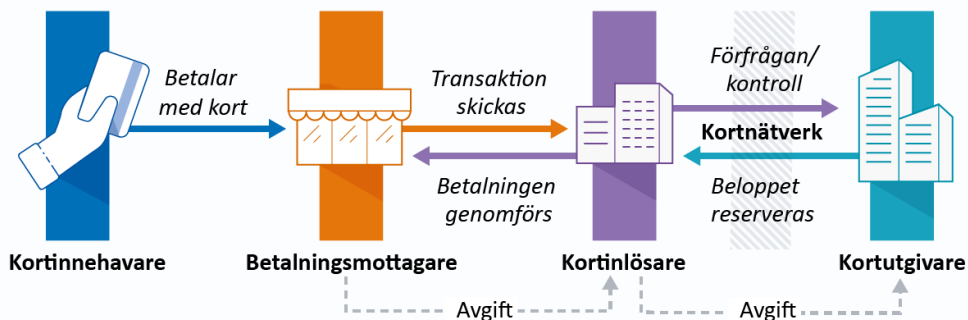 Betalar
med kort
Transaktion
skickas
Förfrågan/
kontroll
Kortnätverk
Betalningen
genomförs
Beloppet
reserveras
Kortinnehavare
Betalningsmottagare
Kortinlösare
Kortutgivare
Avgift
Avgift